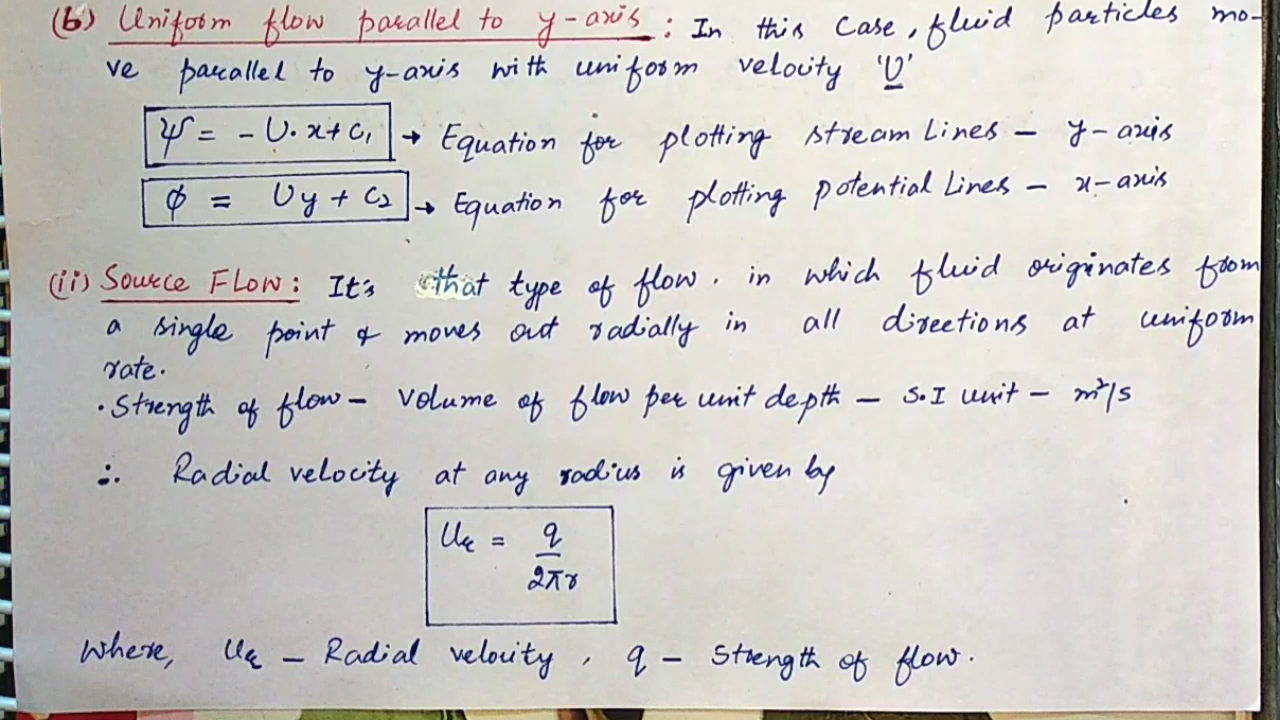 (b) Uniform flow parallel to y-axis : In this case, fluid particles mo-
ve parallel to y-axis with uniform velocity 'U'
ψ = - U. x + c₁ → Equation for plotting stream Lines - y-axis
φ = Uy + c₂ → Equation for plotting potential Lines - x-axis
(ii) Source Flow : It's that type of flow. in which fluid originates from
a single point & moves out radially in all directions at uniform
rate.
• Strength of flow - Volume of flow per unit depth - S.I unit - m²/s
∴ Radial velocity at any radius is given by
Ur = q
2πr
Where, Ur - Radial velocity, q - Strength of flow.